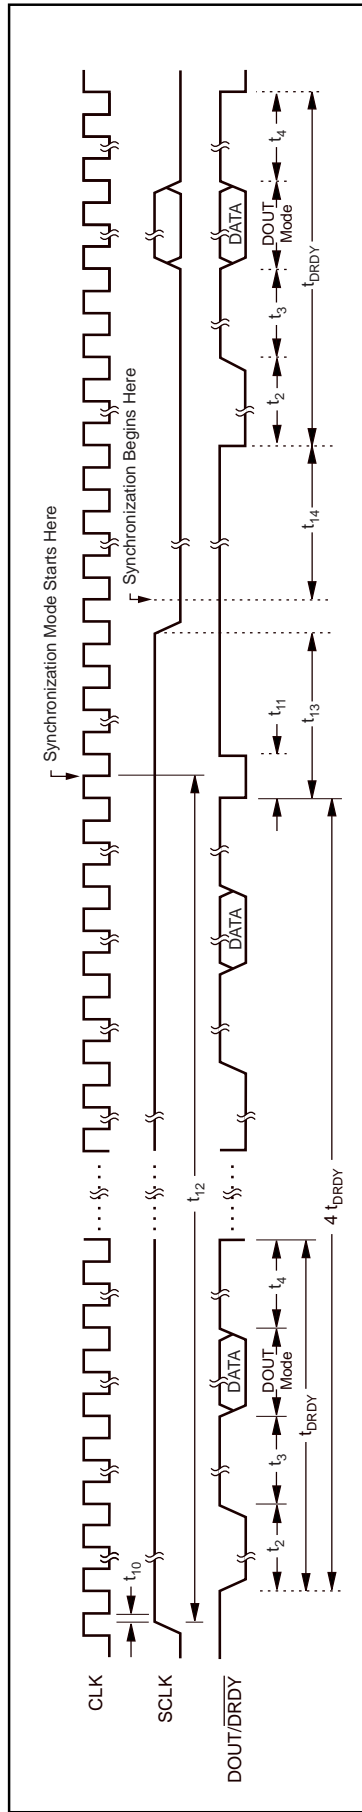 Synchronization Mode Starts Here
Synchronization Begins Here
CLK
t10
SCLK
t12
DOUT/DRDY
DATA
DATA
DATA
t2
t3
DOUT
Mode
t4
t11
t2
t3
DOUT
Mode
t4
tDRDY
t13
t14
tDRDY
4 tDRDY